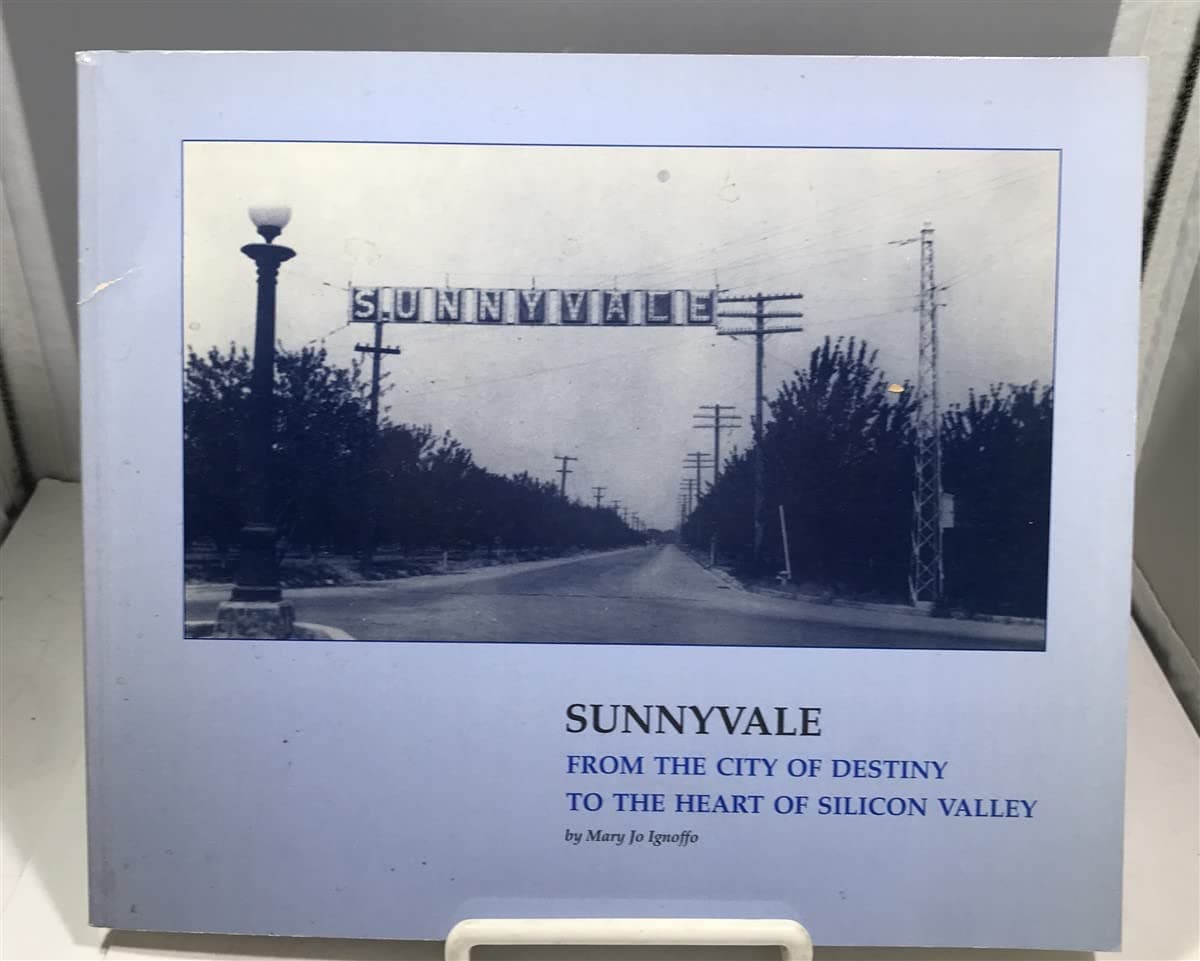 SUNNYVALE
SUNNYVALE
FROM THE CITY OF DESTINY
TO THE HEART OF SILICON VALLEY
by Mary Jo Ignoffo